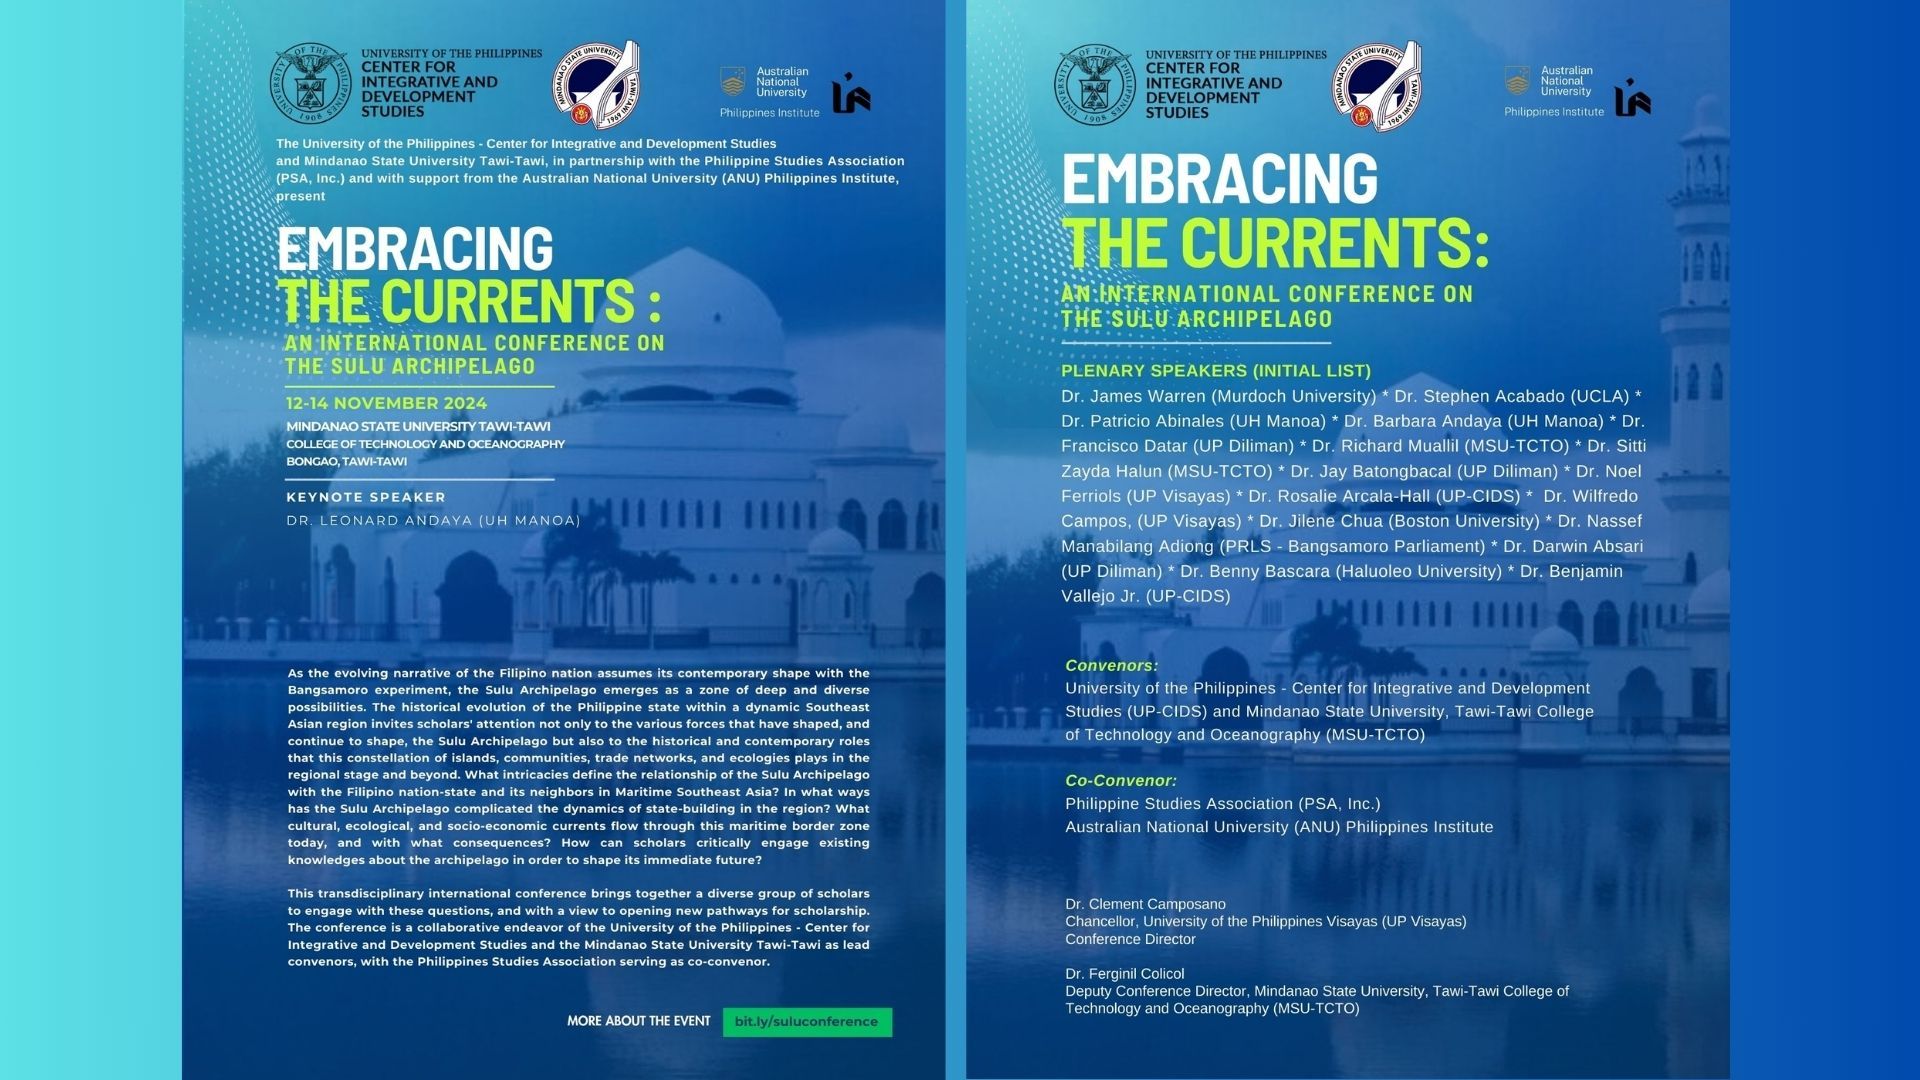 UNIVERSITY OF THE PHILIPPINES
CENTER FOR
INTEGRATIVE AND
DEVELOPMENT
STUDIES
UNIVERSITY OF THE PHILIPPINES
1908
MINDANAO STATE UNIVERSITY
1969 TAWI-TAWI
Australian
National
University
Philippines Institute
The University of the Philippines - Center for Integrative and Development Studies
and Mindanao State University Tawi-Tawi, in partnership with the Philippine Studies Association
(PSA, Inc.) and with support from the Australian National University (ANU) Philippines Institute,
present
EMBRACING
THE CURRENTS :
AN INTERNATIONAL CONFERENCE ON
THE SULU ARCHIPELAGO
12-14 NOVEMBER 2024
MINDANAO STATE UNIVERSITY TAWI-TAWI
COLLEGE OF TECHNOLOGY AND OCEANOGRAPHY
BONGAO, TAWI-TAWI
KEYNOTE SPEAKER
DR. LEONARD ANDAYA (UH MANOA)
As the evolving narrative of the Filipino nation assumes its contemporary shape with the
Bangsamoro experiment, the Sulu Archipelago emerges as a zone of deep and diverse
possibilities. The historical evolution of the Philippine state within a dynamic Southeast
Asian region invites scholars' attention not only to the various forces that have shaped, and
continue to shape, the Sulu Archipelago but also to the historical and contemporary roles
that this constellation of islands, communities, trade networks, and ecologies plays in the
regional stage and beyond. What intricacies define the relationship of the Sulu Archipelago
with the Filipino nation-state and its neighbors in Maritime Southeast Asia? In what ways
has the Sulu Archipelago complicated the dynamics of state-building in the region? What
cultural, ecological, and socio-economic currents flow through this maritime border zone
today, and with what consequences? How can scholars critically engage existing
knowledges about the archipelago in order to shape its immediate future?
This transdisciplinary international conference brings together a diverse group of scholars
to engage with these questions, and with a view to opening new pathways for scholarship.
The conference is a collaborative endeavor of the University of the Philippines - Center for
Integrative and Development Studies and the Mindanao State University Tawi-Tawi as lead
convenors, with the Philippines Studies Association serving as co-convenor.
MORE ABOUT THE EVENT
bit.ly/suluconference
UNIVERSITY OF THE PHILIPPINES
CENTER FOR
INTEGRATIVE AND
DEVELOPMENT
STUDIES
UNIVERSITY OF THE PHILIPPINES
1908
MINDANAO STATE UNIVERSITY
1969 TAWI-TAWI
Australian
National
University
Philippines Institute
EMBRACING
THE CURRENTS:
AN INTERNATIONAL CONFERENCE ON
THE SULU ARCHIPELAGO
PLENARY SPEAKERS (INITIAL LIST)
Dr. James Warren (Murdoch University) * Dr. Stephen Acabado (UCLA) *
Dr. Patricio Abinales (UH Manoa) * Dr. Barbara Andaya (UH Manoa) * Dr.
Francisco Datar (UP Diliman) * Dr. Richard Muallil (MSU-TCTO) * Dr. Sitti
Zayda Halun (MSU-TCTO) * Dr. Jay Batongbacal (UP Diliman) * Dr. Noel
Ferriols (UP Visayas) * Dr. Rosalie Arcala-Hall (UP-CIDS) * Dr. Wilfredo
Campos, (UP Visayas) * Dr. Jilene Chua (Boston University) * Dr. Nassef
Manabilang Adiong (PRLS - Bangsamoro Parliament) * Dr. Darwin Absari
(UP Diliman) * Dr. Benny Bascara (Haluoleo University) * Dr. Benjamin
Vallejo Jr. (UP-CIDS)
Convenors:
University of the Philippines - Center for Integrative and Development
Studies (UP-CIDS) and Mindanao State University, Tawi-Tawi College
of Technology and Oceanography (MSU-TCTO)
Co-Convenor:
Philippine Studies Association (PSA, Inc.)
Australian National University (ANU) Philippines Institute
Dr. Clement Camposano
Chancellor, University of the Philippines Visayas (UP Visayas)
Conference Director
Dr. Ferginil Colicol
Deputy Conference Director, Mindanao State University, Tawi-Tawi College of
Technology and Oceanography (MSU-TCTO)